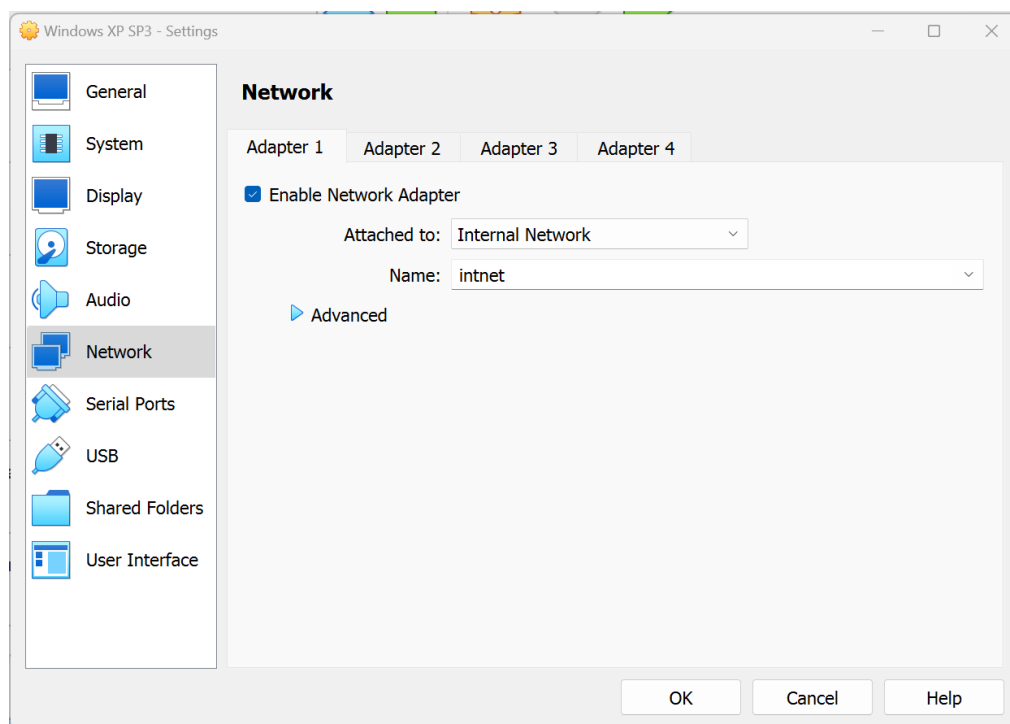 Windows XP SP3 - Settings
General
System
Display
Storage
Audio
Network
Serial Ports
USB
Shared Folders
User Interface
Network
Adapter 1 Adapter 2 Adapter 3 Adapter 4
Enable Network Adapter
Attached to: Internal Network
Name: intnet
Advanced
OK Cancel Help